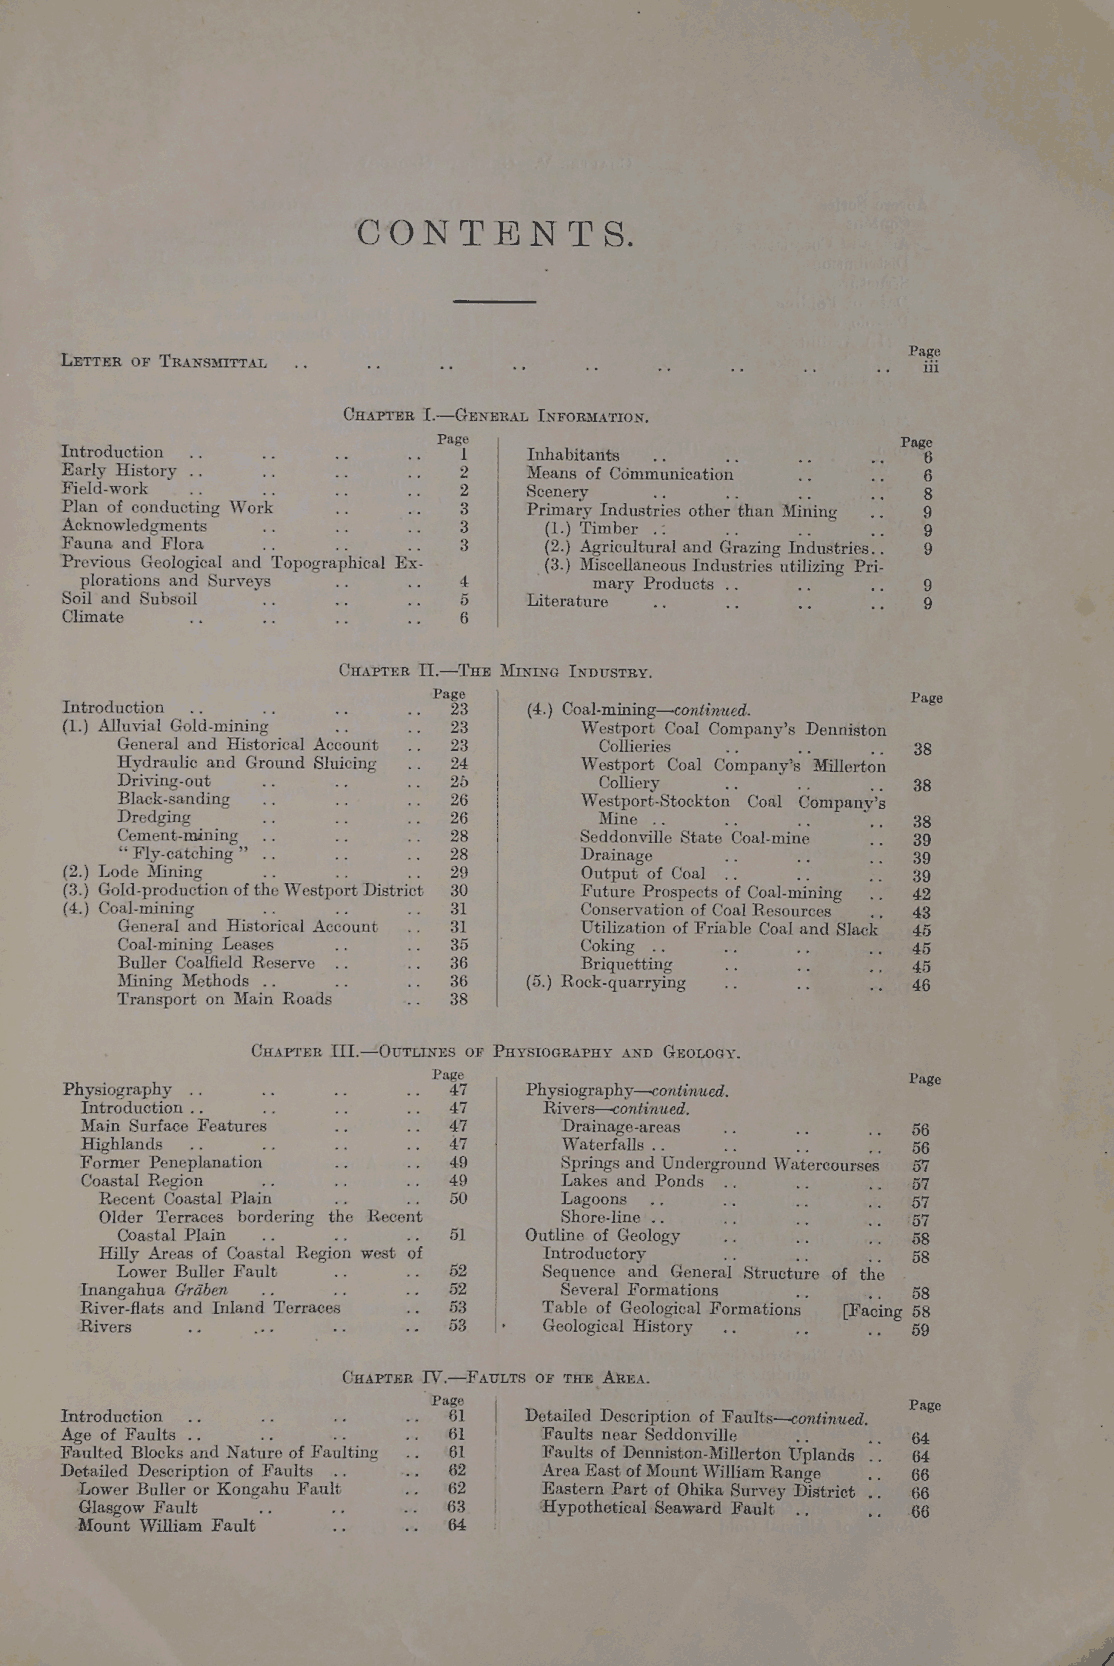 CONTENTS.
Page
LETTER OF TRANSMITTAL .. .. .. .. .. .. .. .. .. iii
CHAPTER I.—GENERAL INFORMATION.
Page
Introduction .. .. .. .. 1
Early History .. .. .. .. 2
Field-work .. .. .. .. 2
Plan of conducting Work .. .. 3
Acknowledgments .. .. .. 3
Fauna and Flora .. .. .. 3
Previous Geological and Topographical Ex-
plorations and Surveys .. .. 4
Soil and Subsoil .. .. .. 5
Climate .. .. .. .. 6
Page
Inhabitants .. .. .. .. 6
Means of Communication .. .. 6
Scenery .. .. .. .. 8
Primary Industries other than Mining .. 9
(1.) Timber .. .. .. .. 9
(2.) Agricultural and Grazing Industries.. 9
(3.) Miscellaneous Industries utilizing Pri-
mary Products .. .. .. 9
Literature .. .. .. .. 9
CHAPTER II.—THE MINING INDUSTRY.
Page
Introduction .. .. .. .. 23
(1.) Alluvial Gold-mining .. .. 23
General and Historical Account .. 23
Hydraulic and Ground Sluicing .. 24
Driving-out .. .. .. 25
Black-sanding .. .. .. 26
Dredging .. .. .. 26
Cement-mining .. .. .. 28
“ Fly-catching ” .. .. .. 28
(2.) Lode Mining .. .. .. 29
(3.) Gold-production of the Westport District 30
(4.) Coal-mining .. .. .. 31
General and Historical Account .. 31
Coal-mining Leases .. .. 35
Buller Coalfield Reserve .. .. 36
Mining Methods .. .. .. 36
Transport on Main Roads .. 38
Page
(4.) Coal-mining—continued.
Westport Coal Company's Denniston
Collieries .. .. .. 38
Westport Coal Company's Millerton
Colliery .. .. .. 38
Westport-Stockton Coal Company's
Mine .. .. .. .. 38
Seddonville State Coal-mine .. 39
Drainage .. .. .. 39
Output of Coal .. .. .. 39
Future Prospects of Coal-mining .. 42
Conservation of Coal Resources .. 43
Utilization of Friable Coal and Slack 45
Coking .. .. .. .. 45
Briquetting .. .. .. 45
(5.) Rock-quarrying .. .. .. 46
CHAPTER III.—OUTLINES OF PHYSIOGRAPHY AND GEOLOGY.
Page
Physiography .. .. .. .. 47
Introduction .. .. .. .. 47
Main Surface Features .. .. 47
Highlands .. .. .. .. 47
Former Peneplanation .. .. 49
Coastal Region .. .. .. 49
Recent Coastal Plain .. .. 50
Older Terraces bordering the Recent
Coastal Plain .. .. .. 51
Hilly Areas of Coastal Region west of
Lower Buller Fault .. .. 52
Inangahua Gräben .. .. .. 52
River-flats and Inland Terraces .. 53
Rivers .. .. .. .. 53
Page
Physiography—continued.
Rivers—continued.
Drainage-areas .. .. .. 56
Waterfalls .. .. .. .. 56
Springs and Underground Watercourses 57
Lakes and Ponds .. .. .. 57
Lagoons .. .. .. .. 57
Shore-line .. .. .. .. 57
Outline of Geology .. .. .. 58
Introductory .. .. .. 58
Sequence and General Structure of the
Several Formations .. .. 58
Table of Geological Formations [Facing 58
Geological History .. .. .. 59
CHAPTER IV.—FAULTS OF THE AREA.
Page
Introduction .. .. .. .. 61
Age of Faults .. .. .. .. 61
Faulted Blocks and Nature of Faulting .. 61
Detailed Description of Faults .. .. 62
Lower Buller or Kongahu Fault .. 62
Glasgow Fault .. .. .. 63
Mount William Fault .. .. 64
Page
Detailed Description of Faults—continued.
Faults near Seddonville .. .. 64
Faults of Denniston-Millerton Uplands .. 64
Area East of Mount William Range .. 66
Eastern Part of Ohika Survey District .. 66
Hypothetical Seaward Fault .. .. 66